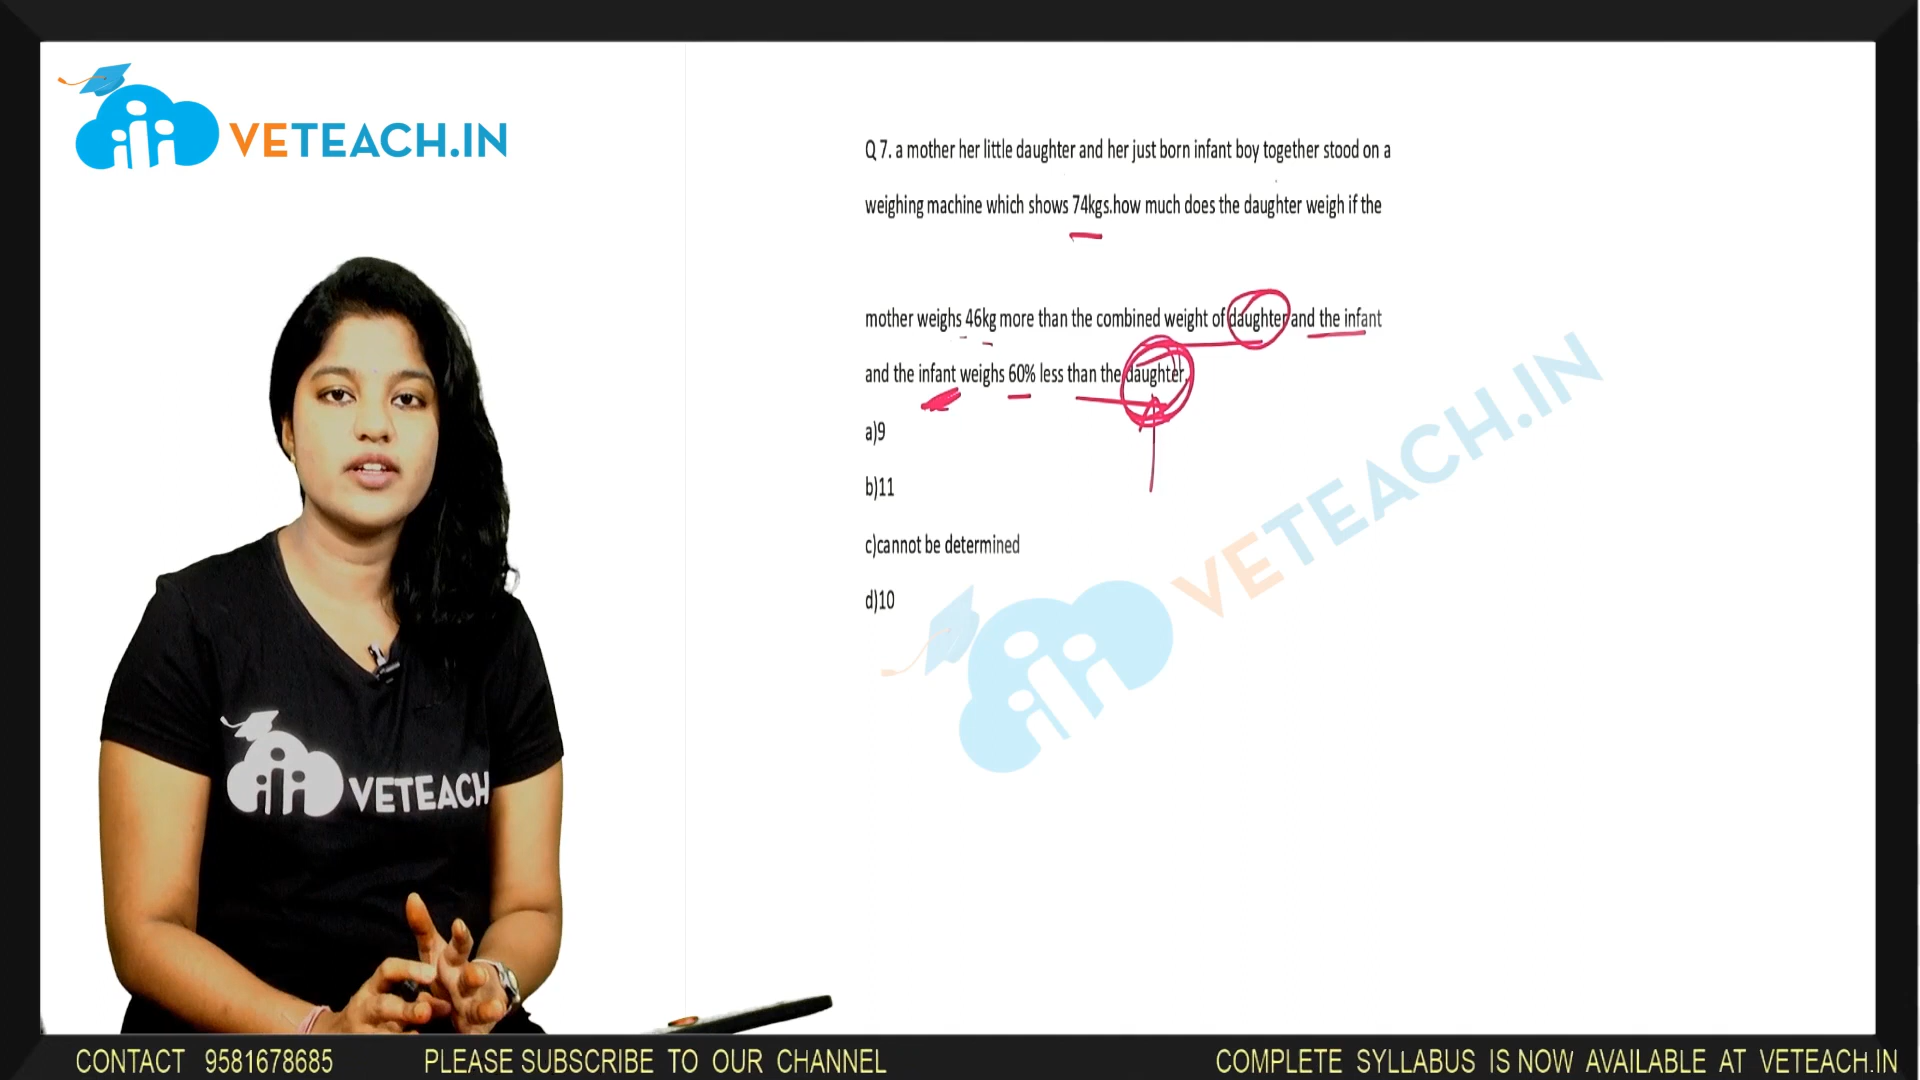 VETEACH.IN
Q 7. a mother her little daughter and her just born infant boy together stood on a
weighing machine which shows 74kgs.how much does the daughter weigh if the
mother weighs 46kg more than the combined weight of daughter and the infant
and the infant weighs 60% less than the daughter.
a)9
b)11
c)cannot be determined
d)10
VETEACH.IN
VETEACH
CONTACT 9581678685 PLEASE SUBSCRIBE TO OUR CHANNEL COMPLETE SYLLABUS IS NOW AVAILABLE AT VETEACH.IN